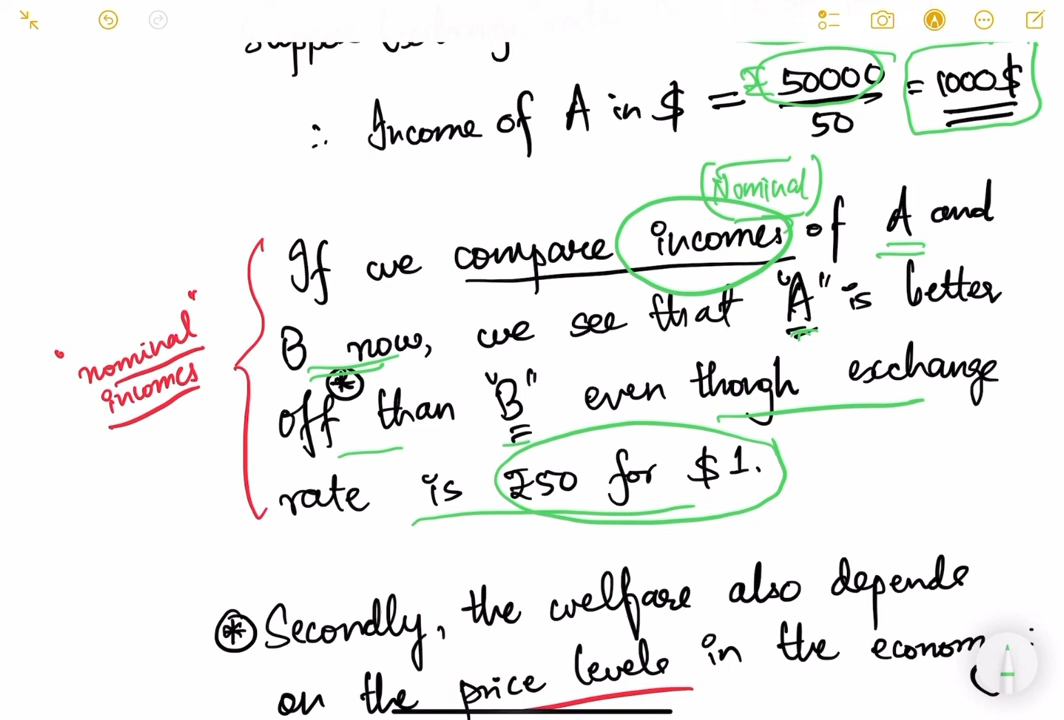 ∴ Income of A in $ = ₹ 50000 / 50 = 1000$
(Nominal)
If we compare incomes of A and
B now, we see that "A" is better
off than "B" even though exchange
rate is ₹50 for $1.
"nominal"
incomes
* Secondly, the welfare also depends
on the price levels in the economy